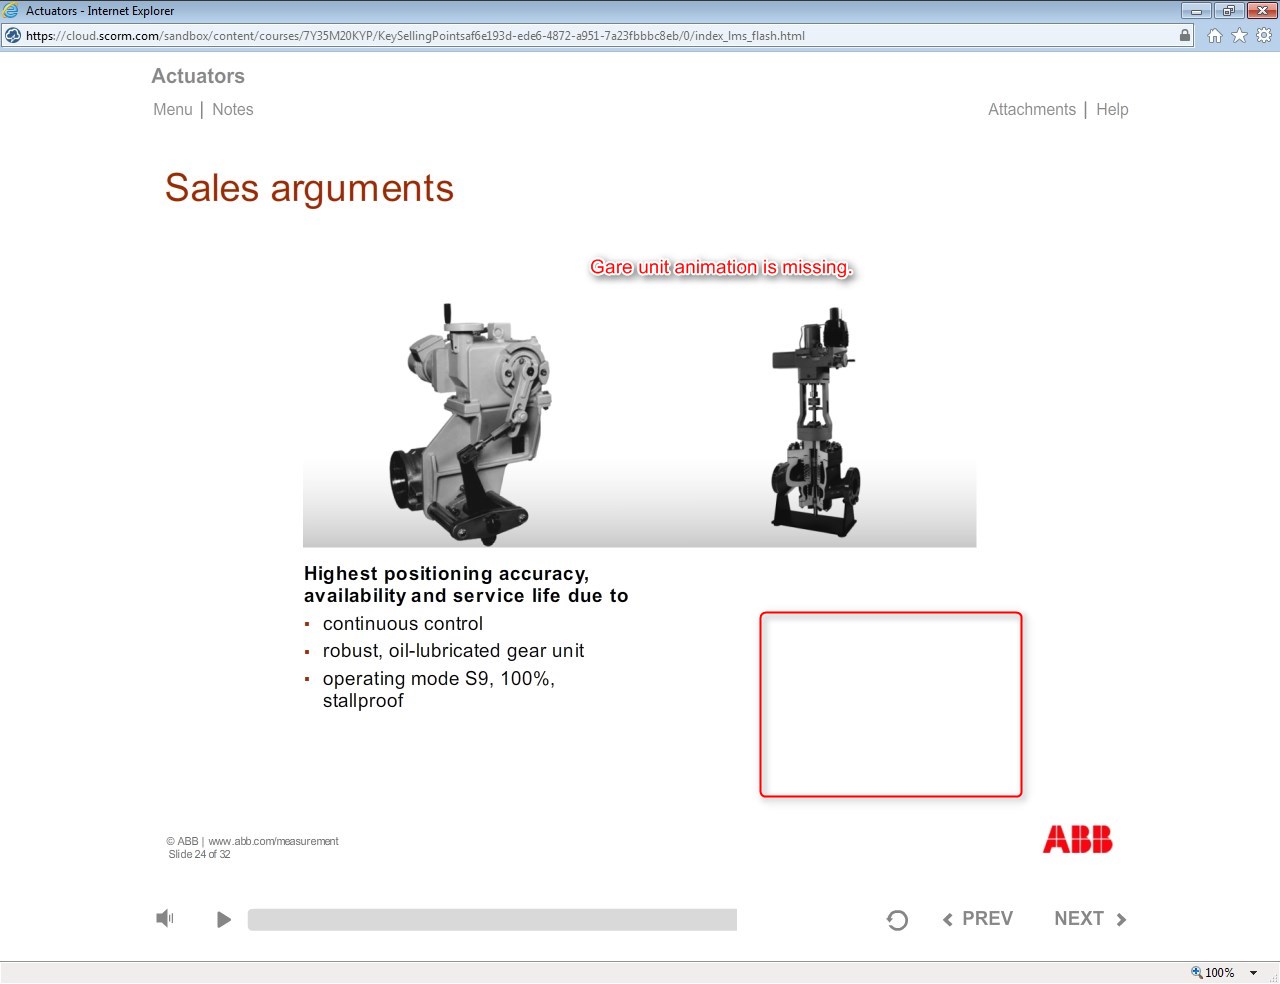 Actuators - Internet Explorer
https://cloud.scorm.com/sandbox/content/courses/7Y35M20KYP/KeySellingPointsaf6e193d-ede6-4872-a951-7a23fbbbc8eb/0/index_lms_flash.html
Actuators
Menu | Notes
Attachments | Help
Sales arguments
Gare unit animation is missing.
Highest positioning accuracy,
availability and service life due to
▪ continuous control
▪ robust, oil-lubricated gear unit
▪ operating mode S9, 100%,
stallproof
© ABB | www.abb.com/measurement
Slide 24 of 32
ABB
PREV
NEXT
100%